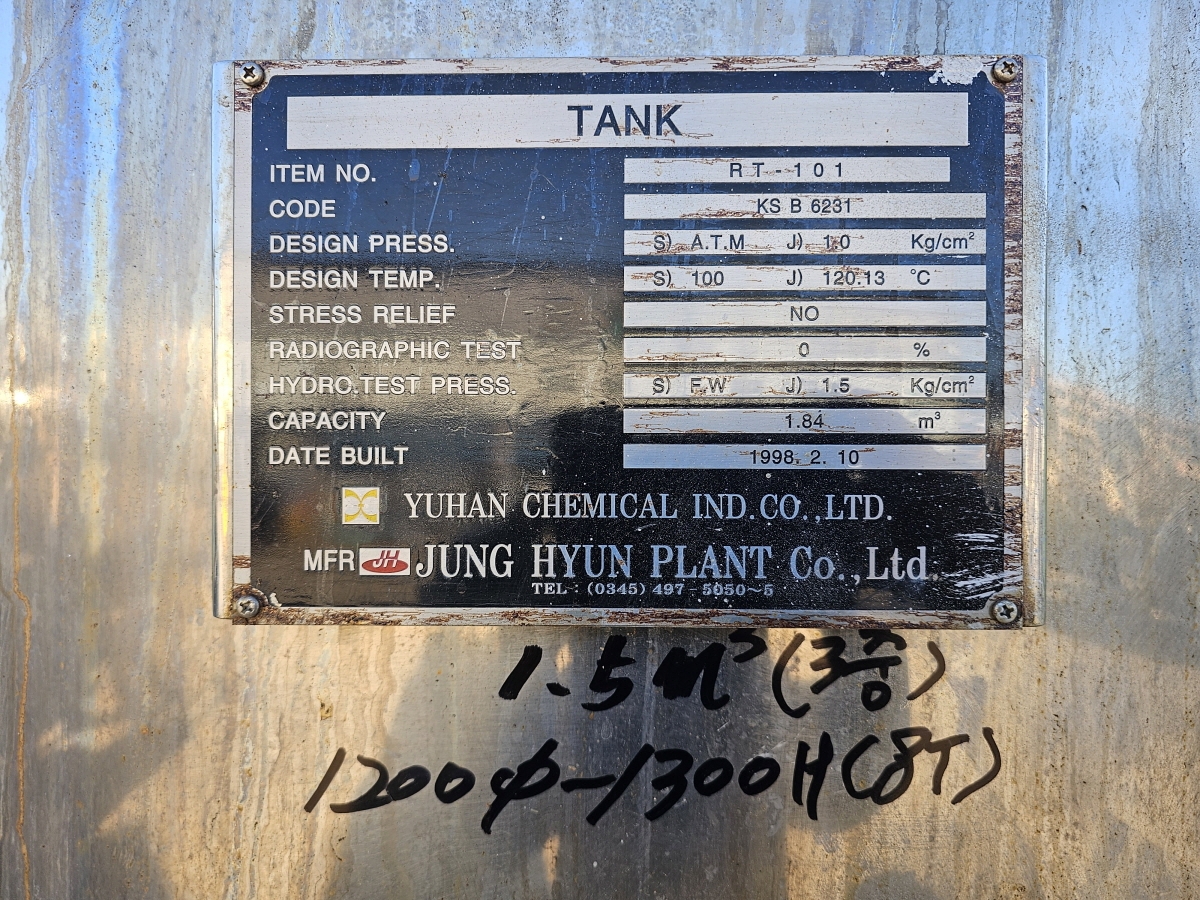 TANK
ITEM NO. RT-101
CODE KS B 6231
DESIGN PRESS. S) A.T.M J) 1.0 Kg/cm²
DESIGN TEMP. S) 100 J) 120.13 °C
STRESS RELIEF NO
RADIOGRAPHIC TEST 0 %
HYDRO.TEST PRESS. S) F.W J) 1.5 Kg/cm²
CAPACITY 1.84 m³
DATE BUILT 1998. 2. 10
YUHAN CHEMICAL IND.CO.,LTD.
MFR JH JUNG HYUN PLANT Co.,Ltd.
TEL : (0345) 497-5050~5
1.5m³(3중)
1200φ-1300H(8T)